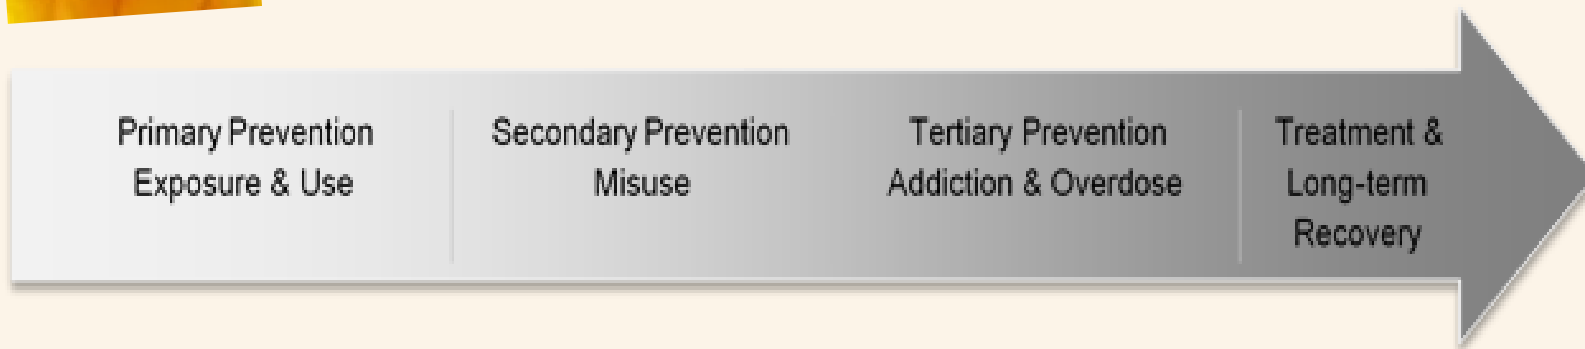 Primary Prevention
Exposure & Use
Secondary Prevention
Misuse
Tertiary Prevention
Addiction & Overdose
Treatment &
Long-term
Recovery